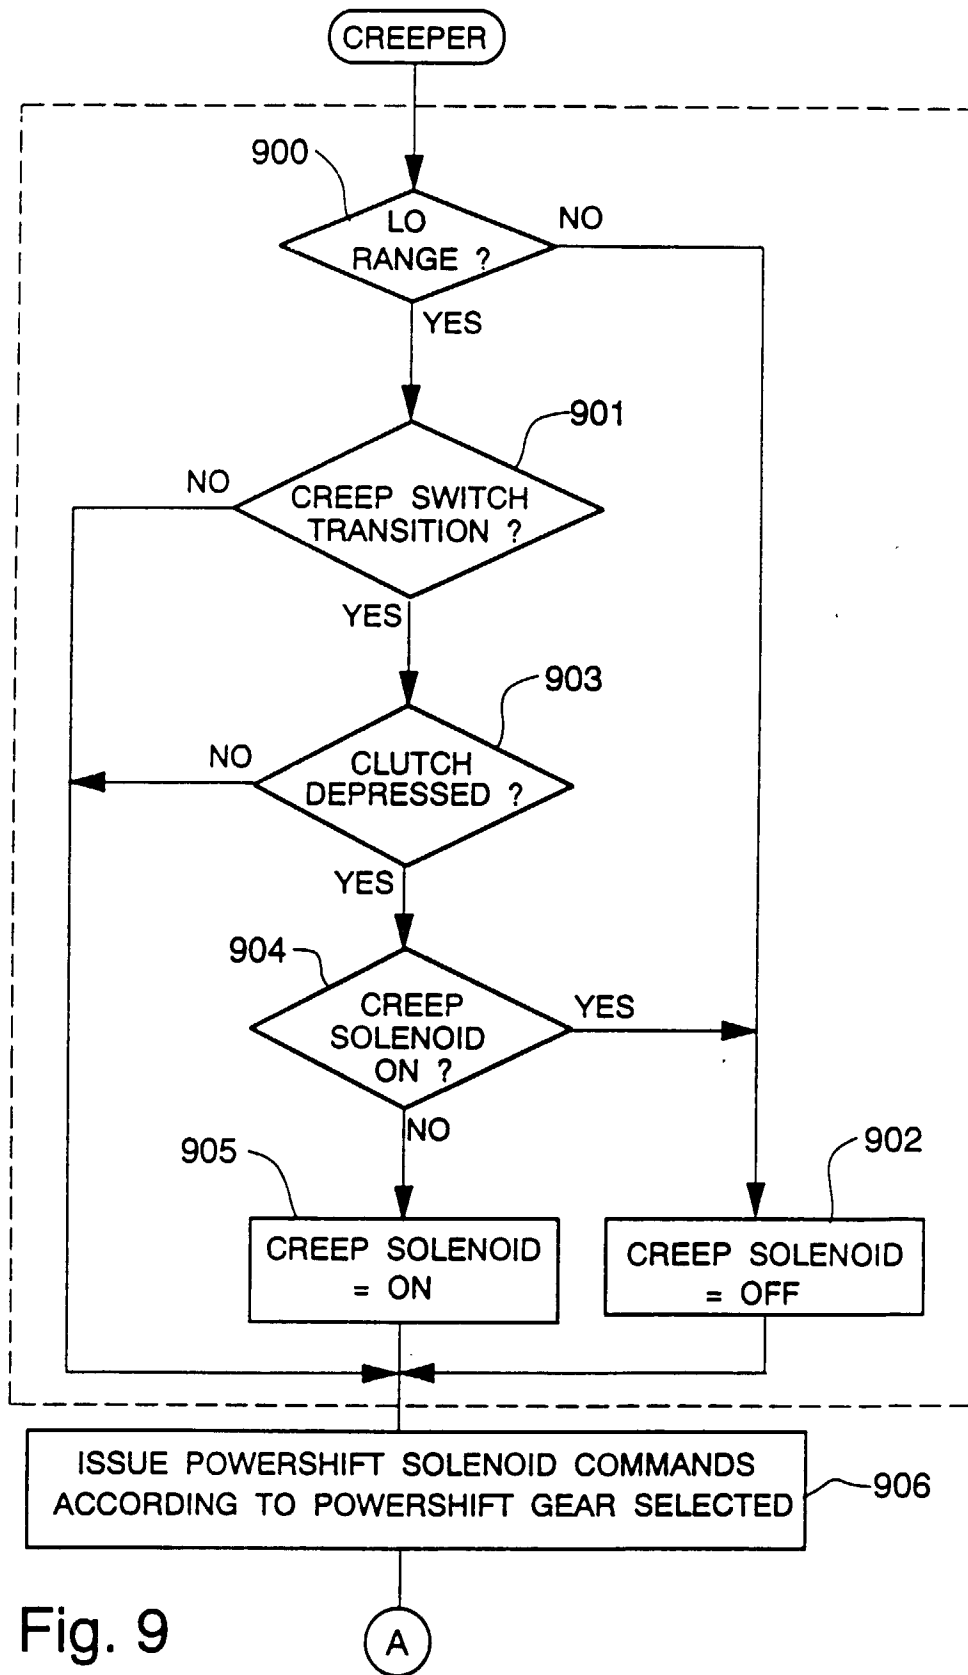 CREEPER
900
LO
RANGE ?
NO
YES
901
NO
CREEP SWITCH
TRANSITION ?
YES
903
NO
CLUTCH
DEPRESSED ?
YES
904
CREEP
SOLENOID
ON ?
YES
NO
905
902
CREEP SOLENOID
= ON
CREEP SOLENOID
= OFF
ISSUE POWERSHIFT SOLENOID COMMANDS
ACCORDING TO POWERSHIFT GEAR SELECTED
906
Fig. 9
A